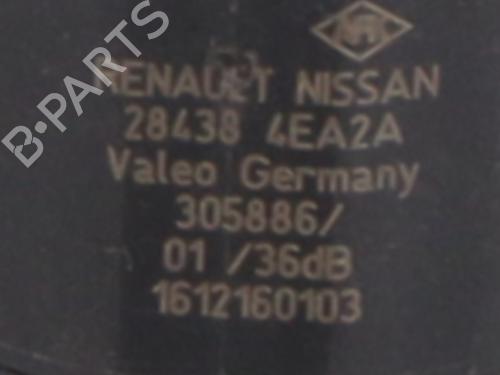 B-PARTS
RENAULT NISSAN
28438 4EA2A
Valeo Germany
305886/
01 /36dB
1612160103